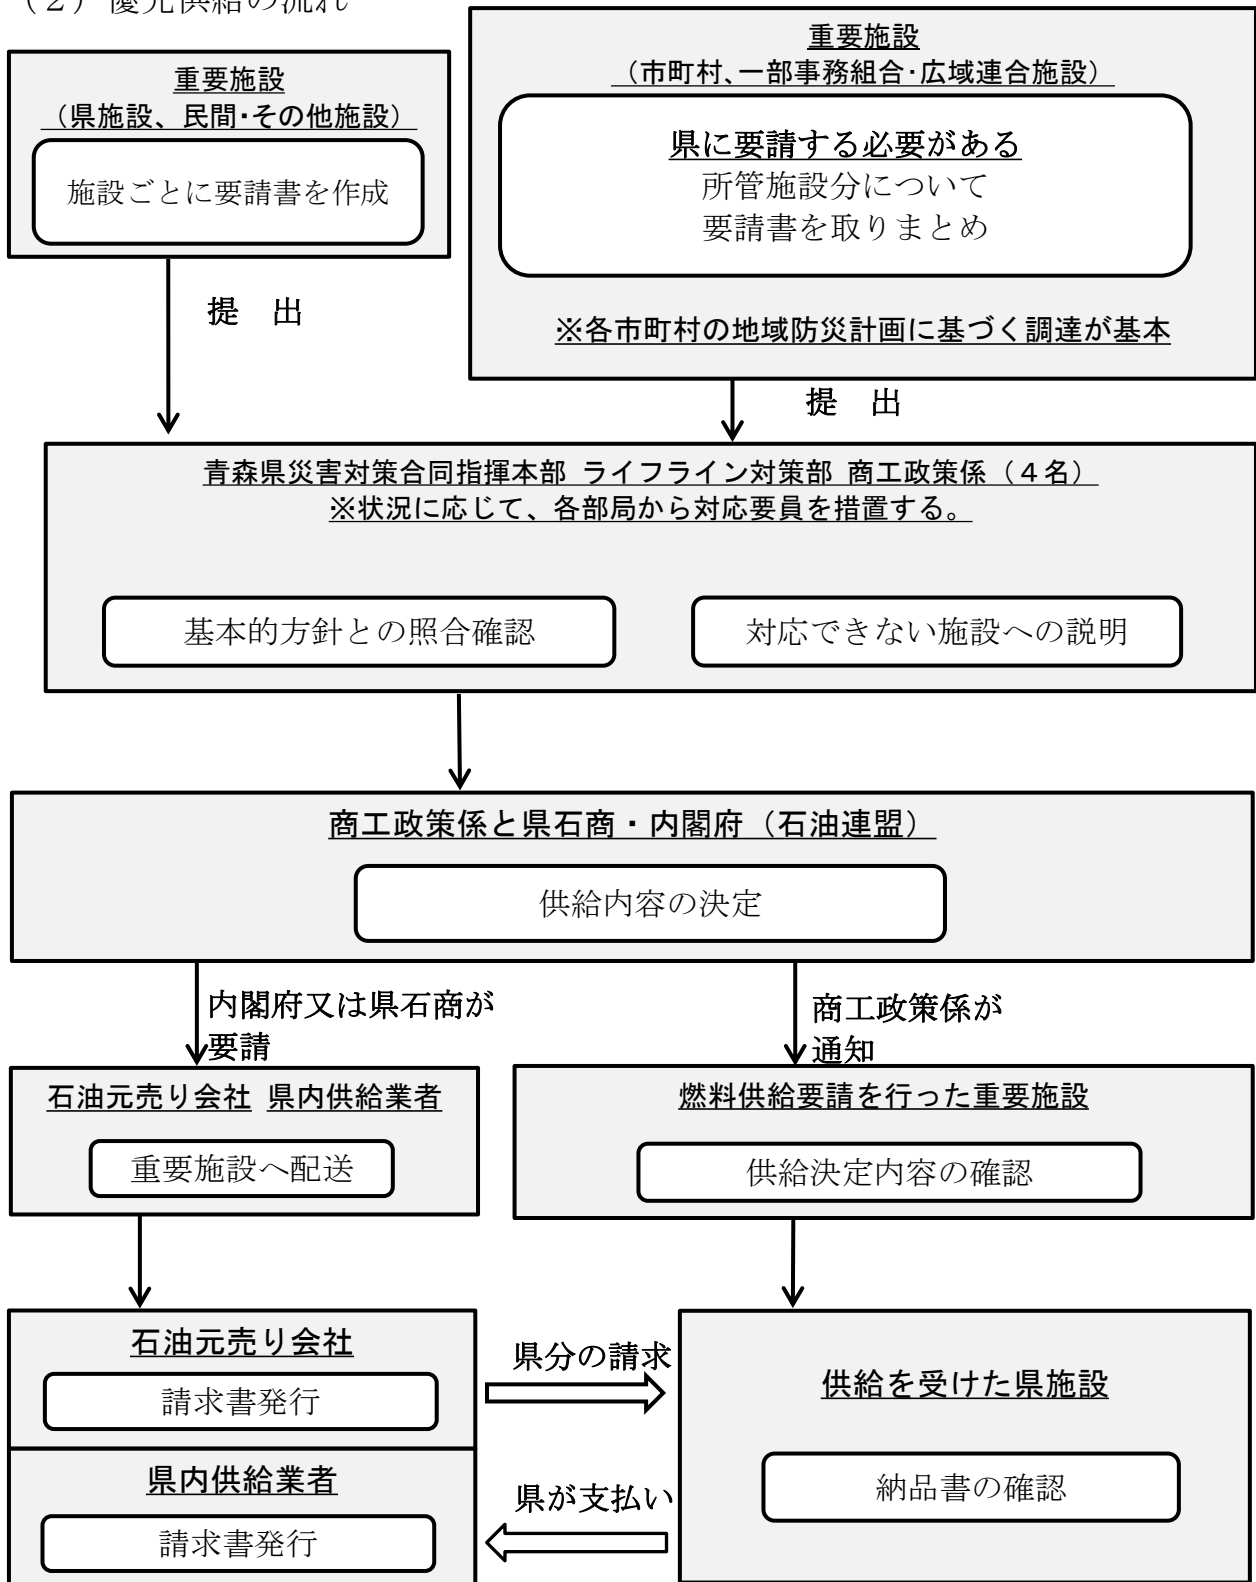 （２）優先供給の流れ
重要施設
（県施設、民間・その他施設）
施設ごとに要請書を作成
重要施設
（市町村、一部事務組合・広域連合施設）
県に要請する必要がある
所管施設分について
要請書を取りまとめ
※各市町村の地域防災計画に基づく調達が基本
提　出
提　出
青森県災害対策合同指揮本部 ライフライン対策部 商工政策係（４名）
※状況に応じて、各部局から対応要員を措置する。
基本的方針との照合確認
対応できない施設への説明
商工政策係と県石商・内閣府（石油連盟）
供給内容の決定
内閣府又は県石商が
要請
商工政策係が
通知
石油元売り会社 県内供給業者
重要施設へ配送
燃料供給要請を行った重要施設
供給決定内容の確認
石油元売り会社
請求書発行
県内供給業者
請求書発行
県分の請求
県が支払い
供給を受けた県施設
納品書の確認